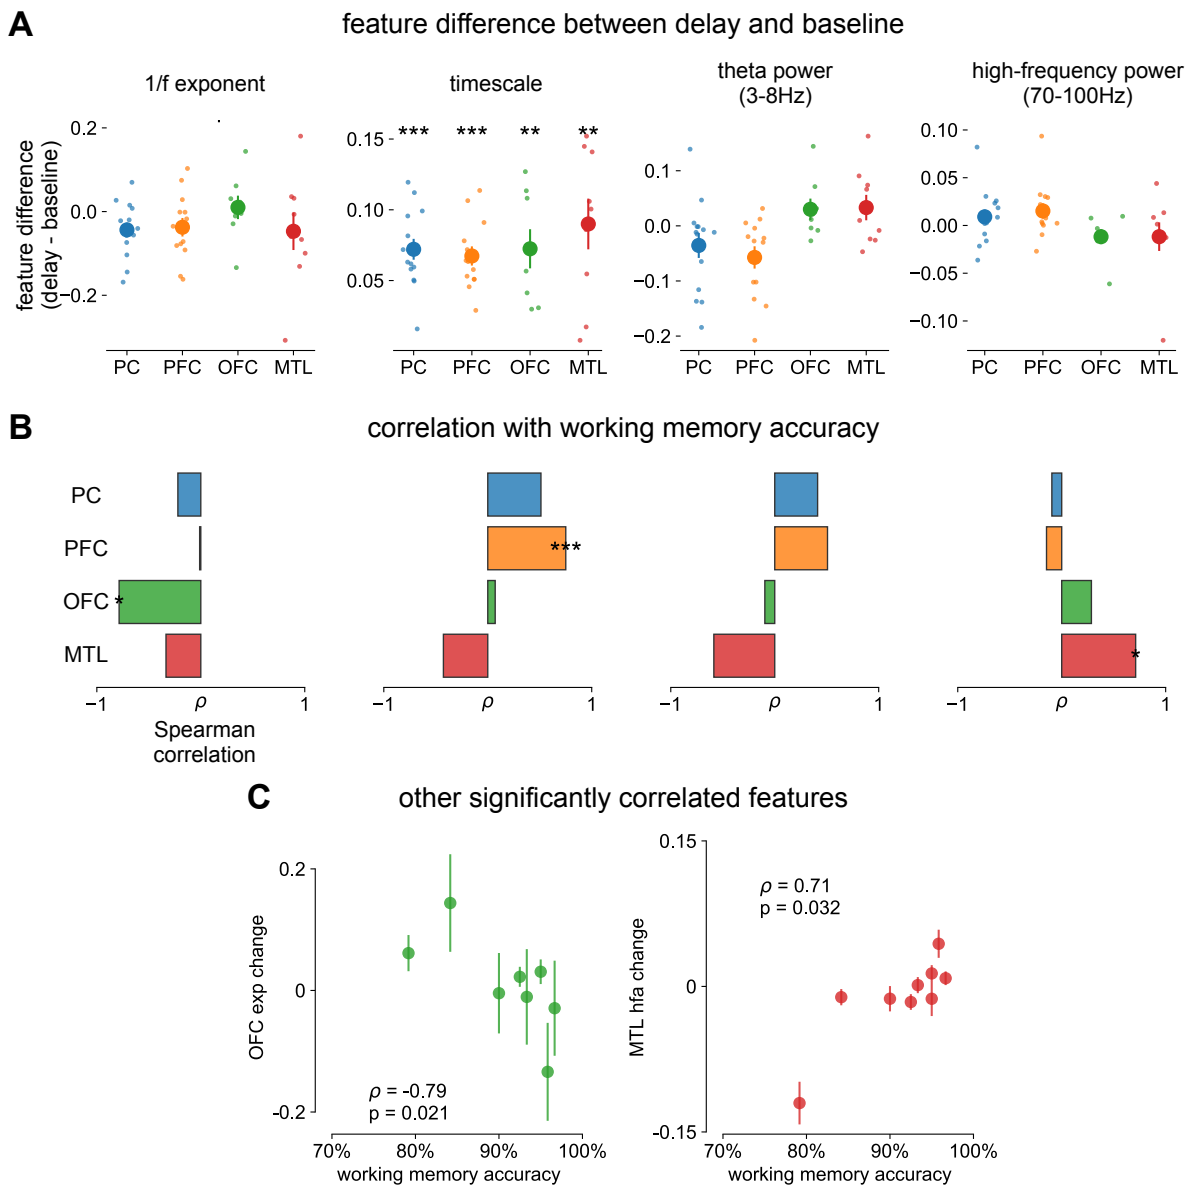 A
feature difference between delay and baseline
1/f exponent
timescale
theta power
(3-8Hz)
high-frequency power
(70-100Hz)
feature difference
(delay - baseline)
0.2
0.0
−0.2
PC PFC OFC MTL
0.15
0.10
0.05
*** *** ** **
PC PFC OFC MTL
0.1
0.0
−0.1
−0.2
PC PFC OFC MTL
0.10
0.05
0.00
−0.05
−0.10
PC PFC OFC MTL
B
correlation with working memory accuracy
PC
PFC
***
OFC
*
MTL
*
−1 ρ 1
−1 ρ 1
−1 ρ 1
−1 ρ 1
Spearman
correlation
C
other significantly correlated features
OFC exp change
0.2
0
-0.2
ρ = -0.79
p = 0.021
70% 80% 90% 100%
working memory accuracy
MTL hfa change
0.15
0
-0.15
ρ = 0.71
p = 0.032
70% 80% 90% 100%
working memory accuracy